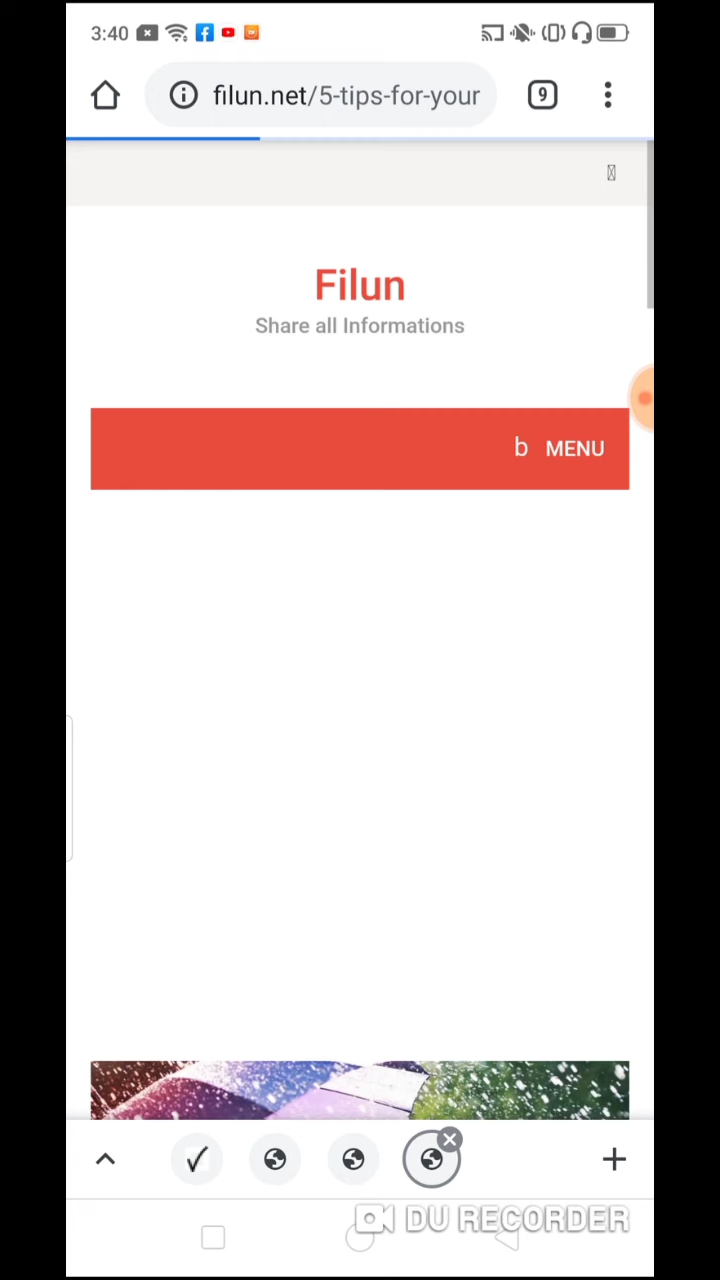 3:40
filun.net/5-tips-for-your
9
Filun
Share all Informations
b MENU
DU RECORDER